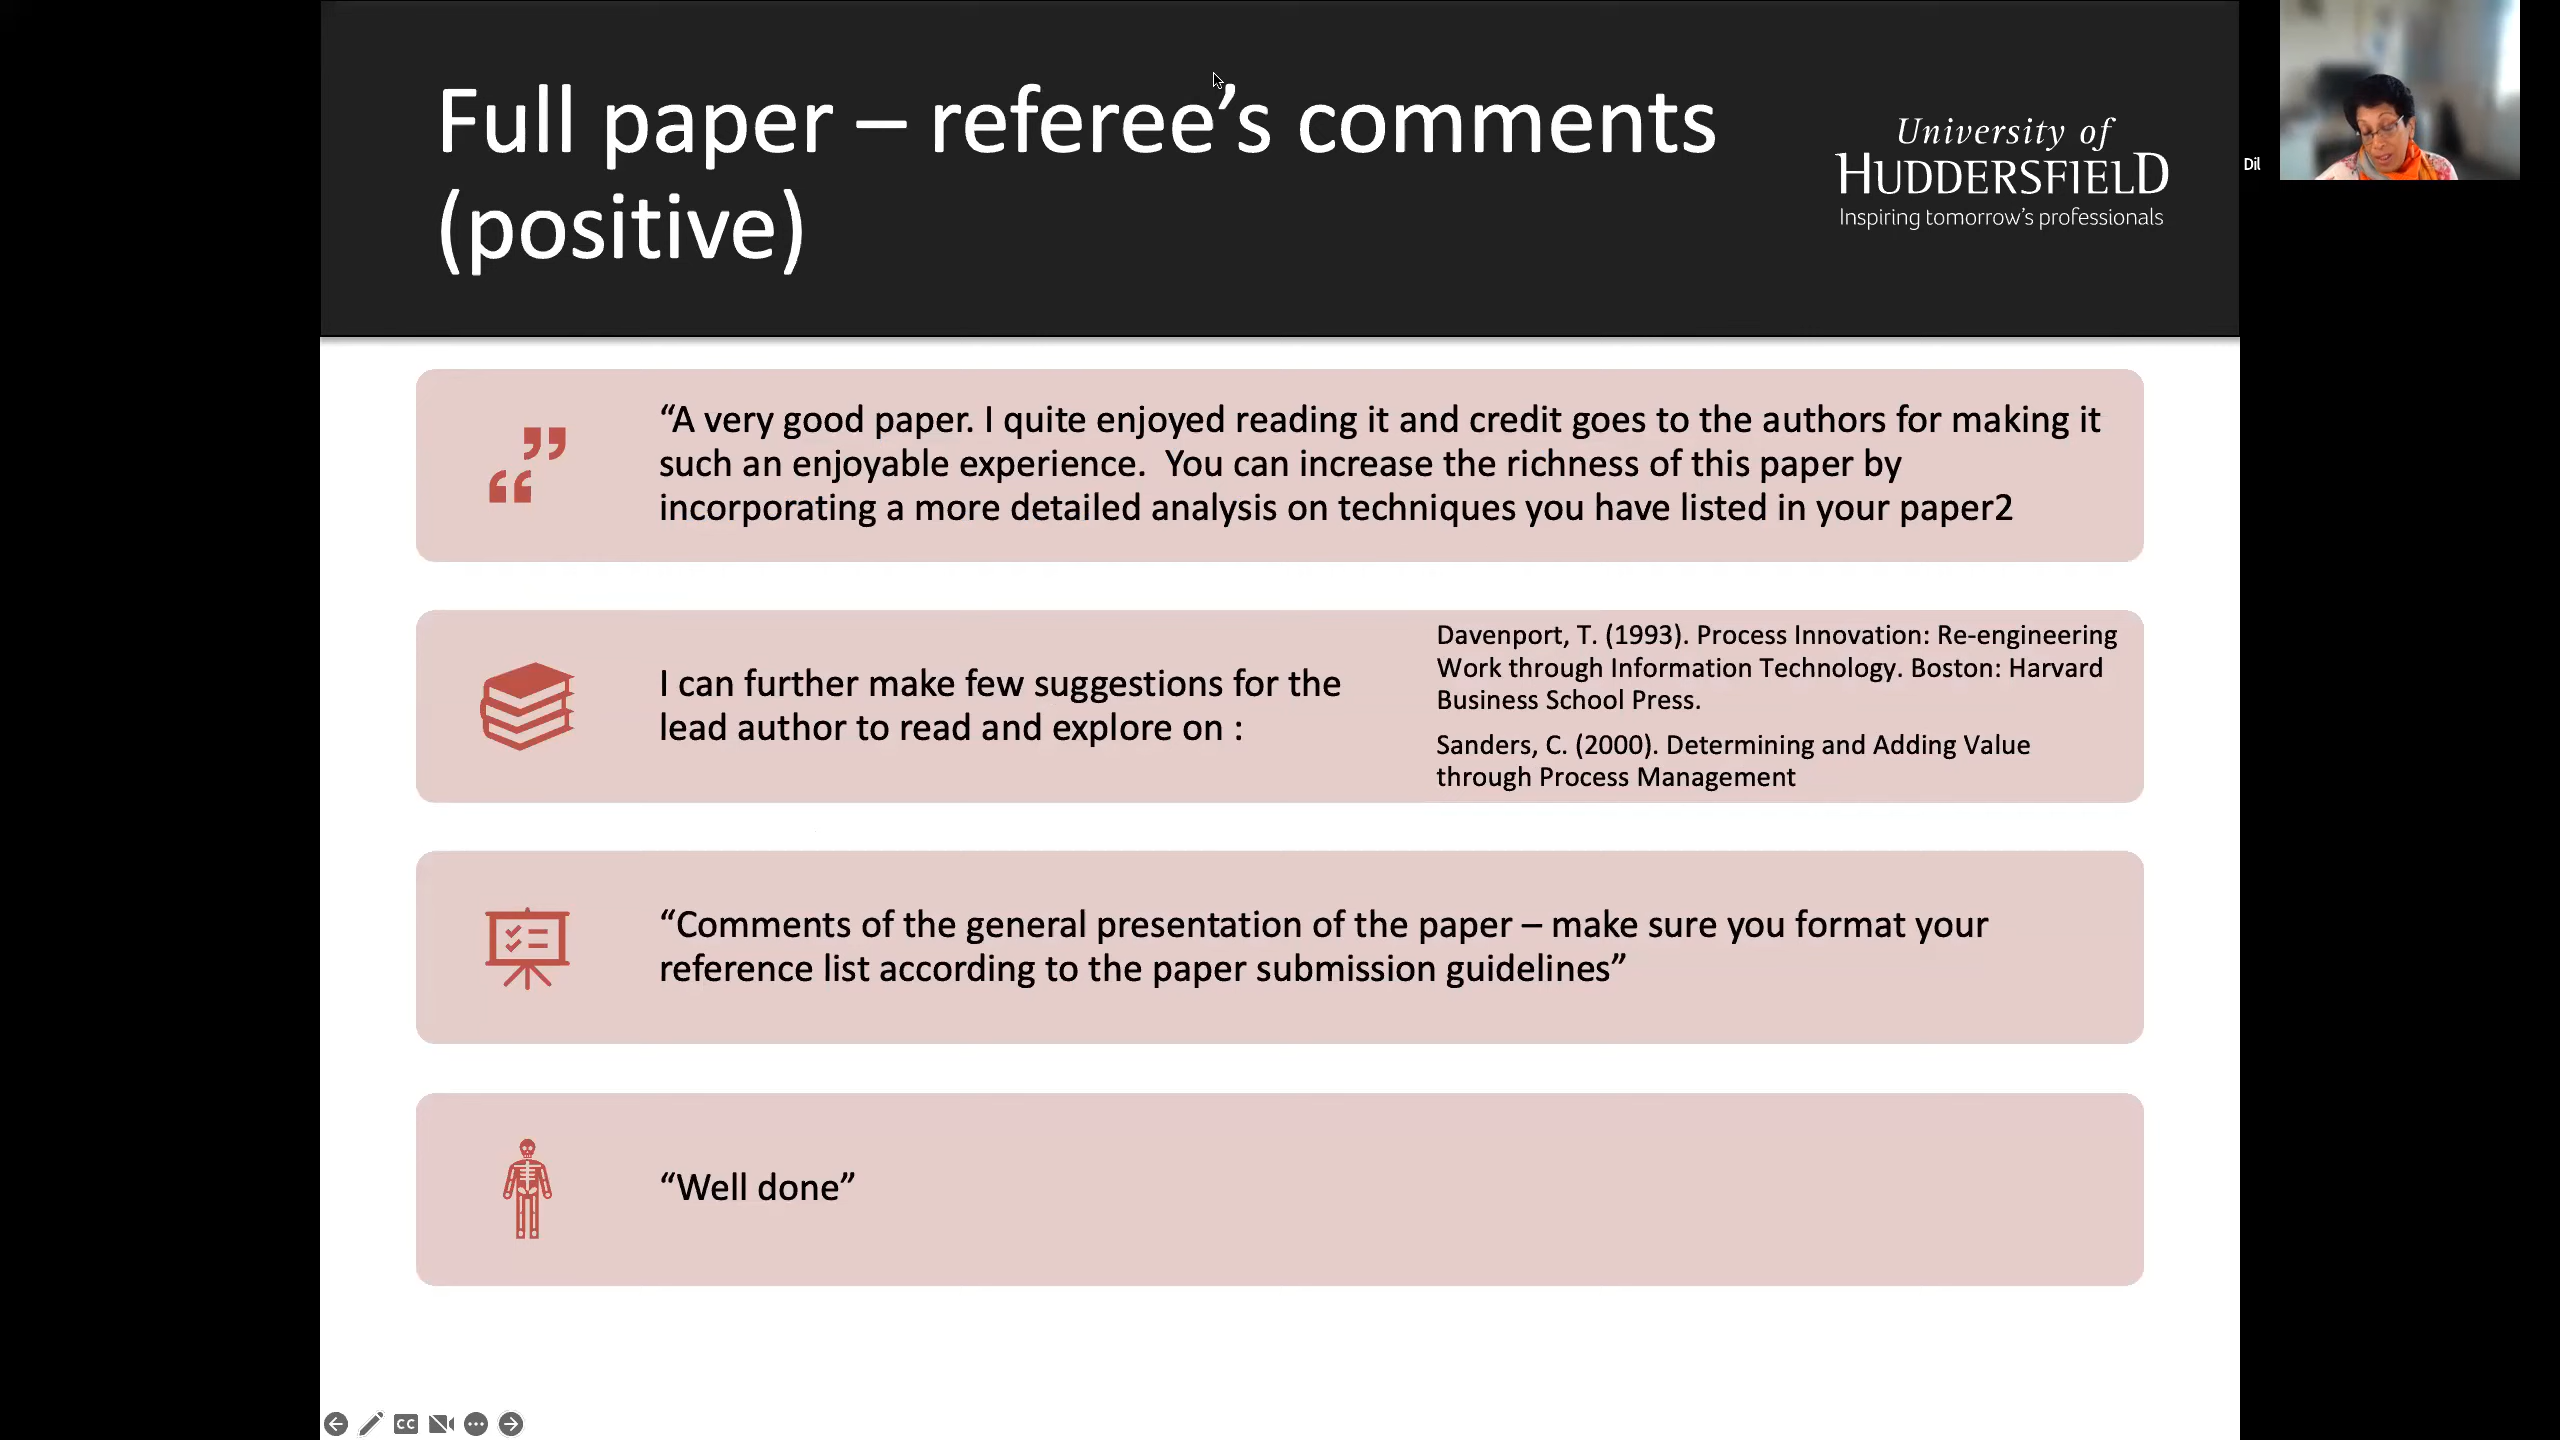 Full paper – referee’s comments
(positive)
University of
HUDDERSFIELD
Inspiring tomorrow’s professionals
Dil
“A very good paper. I quite enjoyed reading it and credit goes to the authors for making it
such an enjoyable experience.  You can increase the richness of this paper by
incorporating a more detailed analysis on techniques you have listed in your paper2
I can further make few suggestions for the
lead author to read and explore on :
Davenport, T. (1993). Process Innovation: Re-engineering
Work through Information Technology. Boston: Harvard
Business School Press.
Sanders, C. (2000). Determining and Adding Value
through Process Management
“Comments of the general presentation of the paper – make sure you format your
reference list according to the paper submission guidelines”
“Well done”
CC